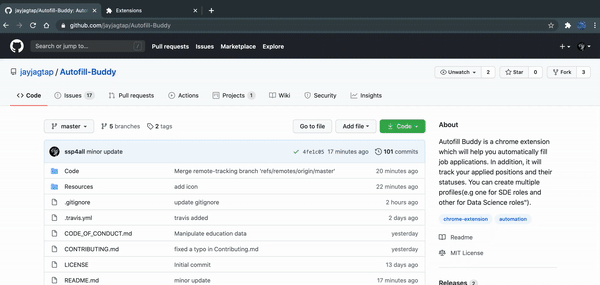 jayjagtap/Autofill-Buddy: Auto
Extensions
github.com/jayjagtap/Autofill-Buddy
Search or jump to...
/
Pull requests
Issues
Marketplace
Explore
jayjagtap / Autofill-Buddy
Unwatch
2
Star
0
Fork
3
Code
Issues 17
Pull requests
Actions
Projects 1
Wiki
Security
Insights
master
5 branches
2 tags
Go to file
Add file
Code
ssp4all minor update
4fe1c05 17 minutes ago
101 commits
Code
Merge remote-tracking branch 'refs/remotes/origin/master'
20 minutes ago
Resources
add icon
22 minutes ago
.gitignore
update gitignore
2 hours ago
.travis.yml
travis added
2 days ago
CODE_OF_CONDUCT.md
Manipulate education data
yesterday
CONTRIBUTING.md
fixed a typo in Contributing.md
yesterday
LICENSE
Initial commit
13 days ago
README.md
minor update
17 minutes ago
About
Autofill Buddy is a chrome extension
which will help you automatically fill
job applications. In addition, it will
track your applied positions and their
statuses. You can create multiple
profiles(e.g one for SDE roles and
other for Data Science roles").
chrome-extension
automation
Readme
MIT License
Releases 2